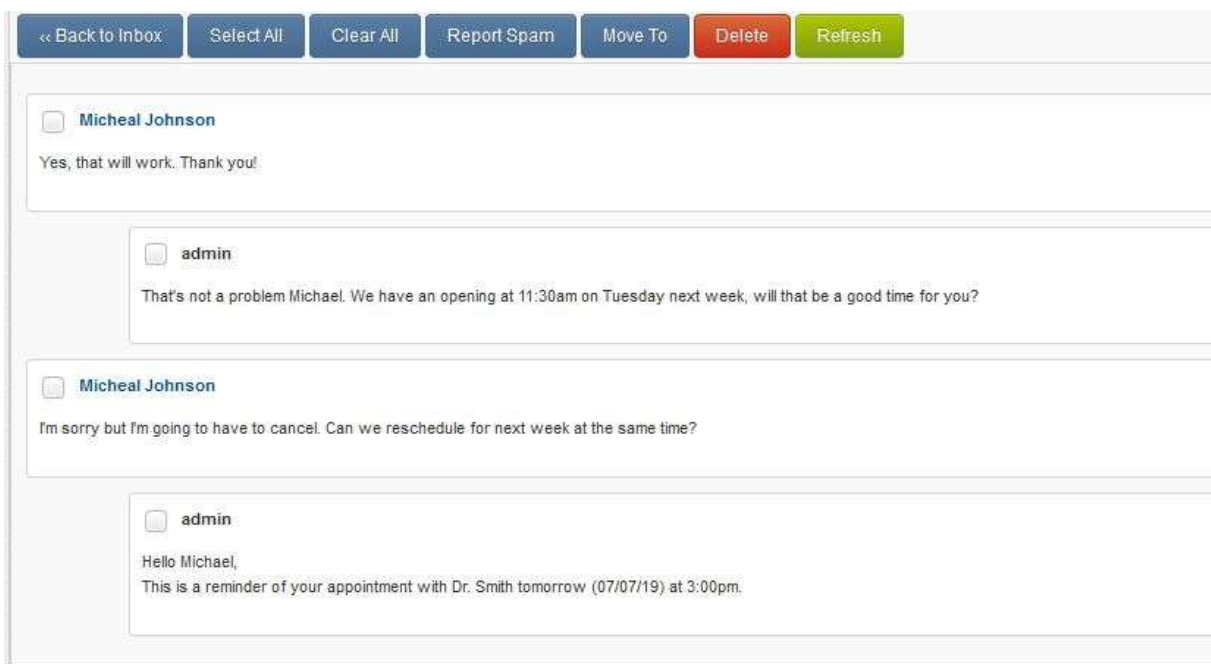 ‹‹ Back to Inbox Select All Clear All Report Spam Move To Delete Refresh
Micheal Johnson
Yes, that will work. Thank you!
admin
That's not a problem Michael. We have an opening at 11:30am on Tuesday next week, will that be a good time for you?
Micheal Johnson
I'm sorry but I'm going to have to cancel. Can we reschedule for next week at the same time?
admin
Hello Michael,
This is a reminder of your appointment with Dr. Smith tomorrow (07/07/19) at 3:00pm.